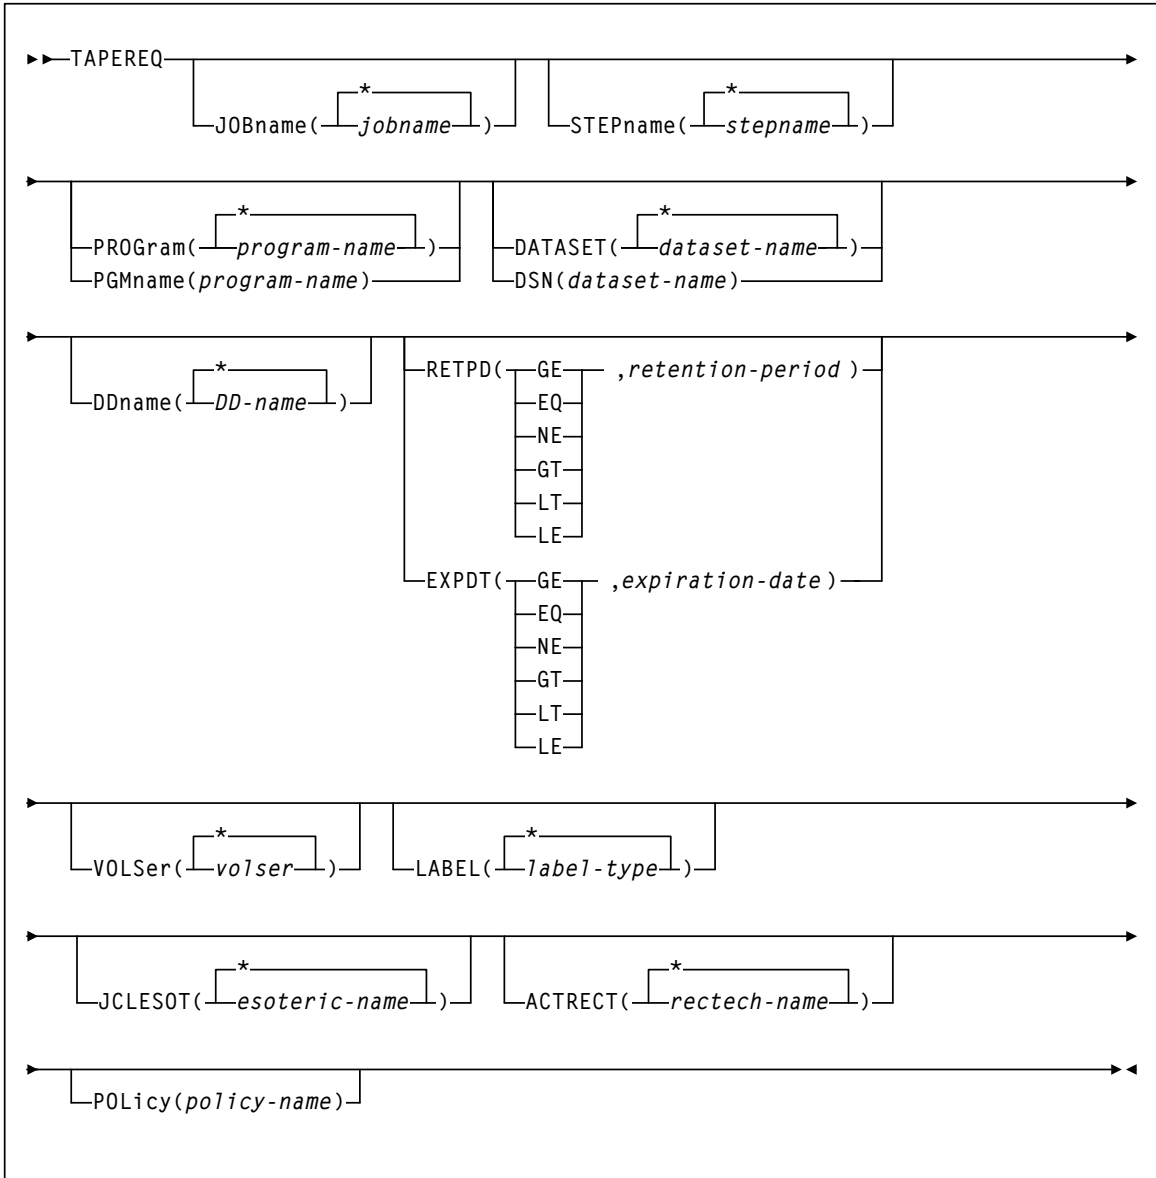 TAPEREQ
* *
JOBname( jobname ) STEPname( stepname )
* *
PROGram( program-name ) DATASET( dataset-name )
PGMname(program-name) DSN(dataset-name)
* RETPD( GE ,retention-period )
DDname( DD-name ) EQ
NE
GT
LT
LE
EXPDT( GE ,expiration-date)
EQ
NE
GT
LT
LE
* *
VOLSer( volser ) LABEL( label-type )
* *
JCLESOT( esoteric-name ) ACTRECT( rectech-name )
POLicy(policy-name)